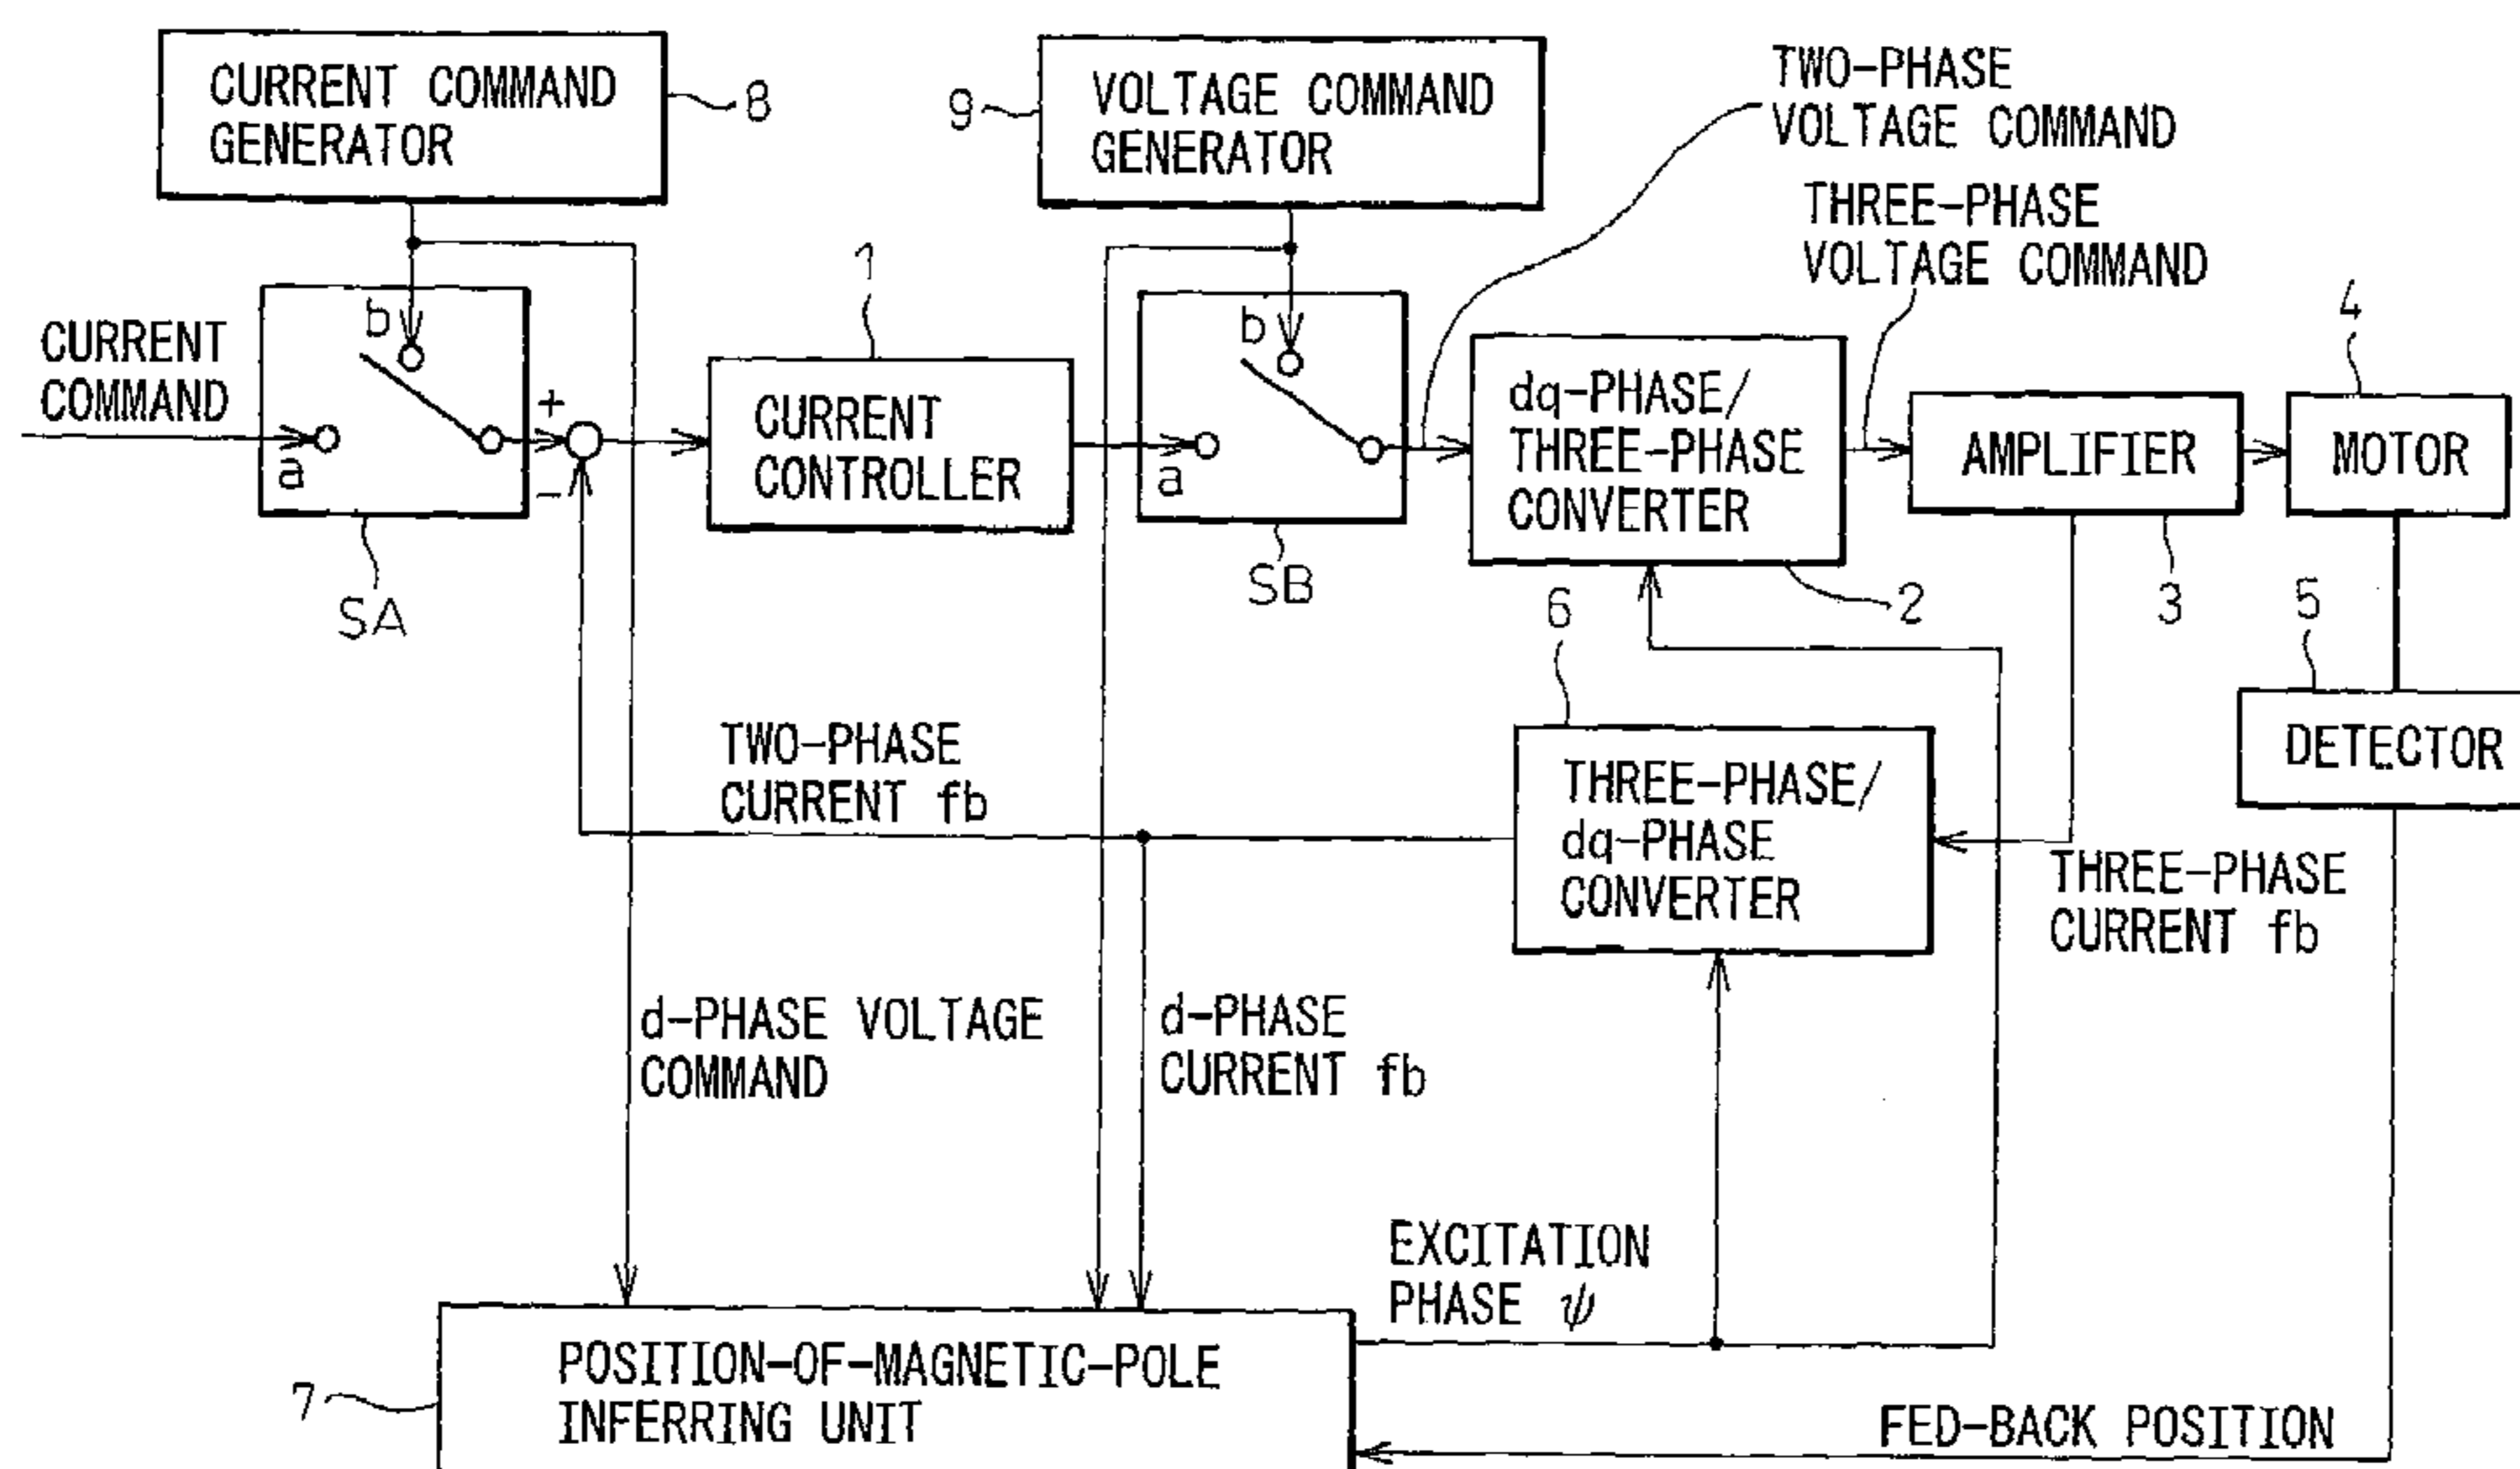 CURRENT COMMAND
GENERATOR
8
9
VOLTAGE COMMAND
GENERATOR
TWO-PHASE
VOLTAGE COMMAND
THREE-PHASE
VOLTAGE COMMAND
CURRENT
COMMAND
a
b
+
-
SA
1
CURRENT
CONTROLLER
a
b
SB
dq-PHASE/
THREE-PHASE
CONVERTER
2
AMPLIFIER
3
4
MOTOR
5
DETECTOR
6
THREE-PHASE/
dq-PHASE
CONVERTER
TWO-PHASE
CURRENT fb
THREE-PHASE
CURRENT fb
d-PHASE VOLTAGE
COMMAND
d-PHASE
CURRENT fb
EXCITATION
PHASE ψ
7
POSITION-OF-MAGNETIC-POLE
INFERRING UNIT
FED-BACK POSITION